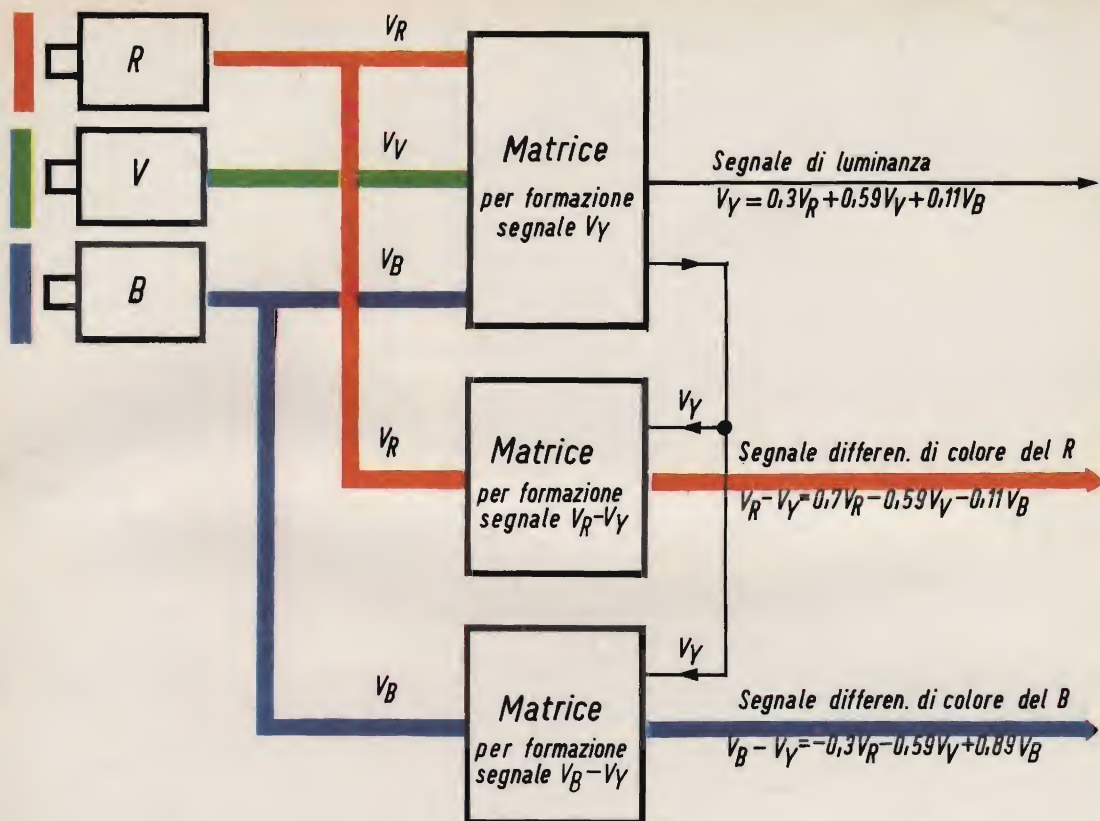 R
V_R
V
V_V
B
V_B
Matrice
per formazione
segnale V_Y
Segnale di luminanza
V_Y = 0,3V_R+0,59V_V+0,11V_B
V_R
Matrice
per formazione
segnale V_R-V_Y
V_Y
Segnale differen. di colore del R
V_R-V_Y=0,7V_R-0,59V_V-0,11V_B
V_B
Matrice
per formazione
segnale V_B-V_Y
V_Y
Segnale differen. di colore del B
V_B-V_Y=-0,3V_R-0,59V_V+0,89V_B